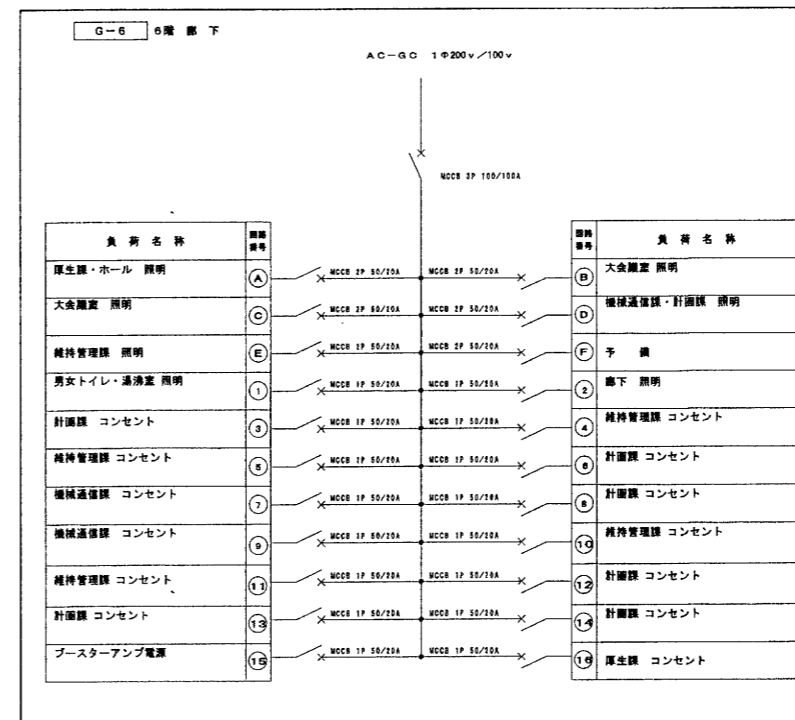 G-6 6階 廊下
AC-GC 1Φ200v/100v
MCCB 3P 100/100A
負荷名称 回路番号 回路番号 負荷名称
厚生課・ホール 照明 A MCCB 2P 50/20A MCCB 2P 50/20A B 大会議室 照明
大会議室 照明 C MCCB 2P 50/20A MCCB 2P 50/20A D 機械通信課・計画課 照明
維持管理課 照明 E MCCB 2P 50/20A MCCB 2P 50/20A F 予備
男女トイレ・湯沸室 照明 1 MCCB 1P 50/20A MCCB 1P 50/20A 2 廊下 照明
計画課 コンセント 3 MCCB 1P 50/20A MCCB 1P 50/20A 4 維持管理課 コンセント
維持管理課 コンセント 5 MCCB 1P 50/20A MCCB 1P 50/20A 6 計画課 コンセント
機械通信課 コンセント 7 MCCB 1P 50/20A MCCB 1P 50/20A 8 計画課 コンセント
機械通信課 コンセント 9 MCCB 1P 50/20A MCCB 1P 50/20A 10 維持管理課 コンセント
維持管理課 コンセント 11 MCCB 1P 50/20A MCCB 1P 50/20A 12 計画課 コンセント
計画課 コンセント 13 MCCB 1P 50/20A MCCB 1P 50/20A 14 計画課 コンセント
ブースターアンプ電源 15 MCCB 1P 50/20A MCCB 1P 50/20A 16 厚生課 コンセント